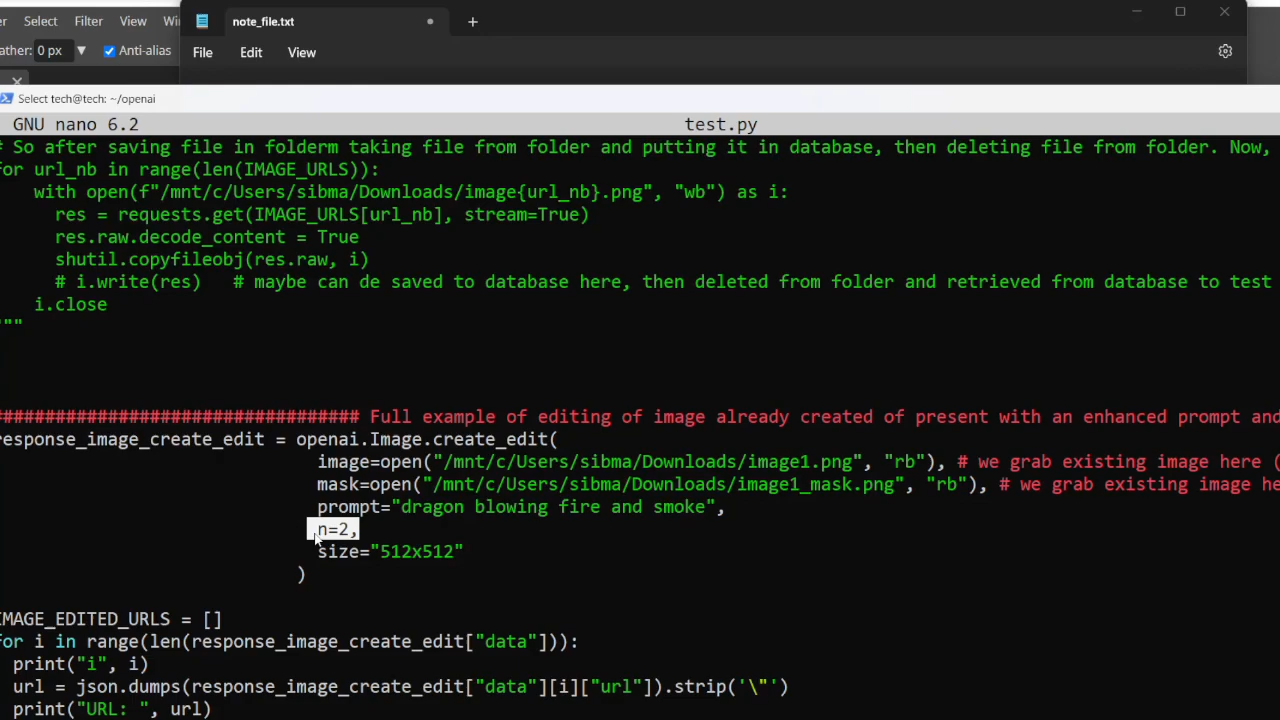 Select Filter View
note_file.txt
0 px
Anti-alias
File Edit View
Select tech@tech: ~/openai
GNU nano 6.2 test.py
# So after saving file in folderm taking file from folder and putting it in database, then deleting file from folder. Now,
for url_nb in range(len(IMAGE_URLS)):
with open(f"/mnt/c/Users/sibma/Downloads/image{url_nb}.png", "wb") as i:
res = requests.get(IMAGE_URLS[url_nb], stream=True)
res.raw.decode_content = True
shutil.copyfileobj(res.raw, i)
# i.write(res) # maybe can de saved to database here, then deleted from folder and retrieved from database to test
i.close
"""
################################## Full example of editing of image already created of present with an enhanced prompt and
response_image_create_edit = openai.Image.create_edit(
image=open("/mnt/c/Users/sibma/Downloads/image1.png", "rb"), # we grab existing image here (
mask=open("/mnt/c/Users/sibma/Downloads/image1_mask.png", "rb"), # we grab existing image he
prompt="dragon blowing fire and smoke",
n=2,
size="512x512"
)
IMAGE_EDITED_URLS = []
for i in range(len(response_image_create_edit["data"])):
print("i", i)
url = json.dumps(response_image_create_edit["data"][i]["url"]).strip('\"')
print("URL: ", url)